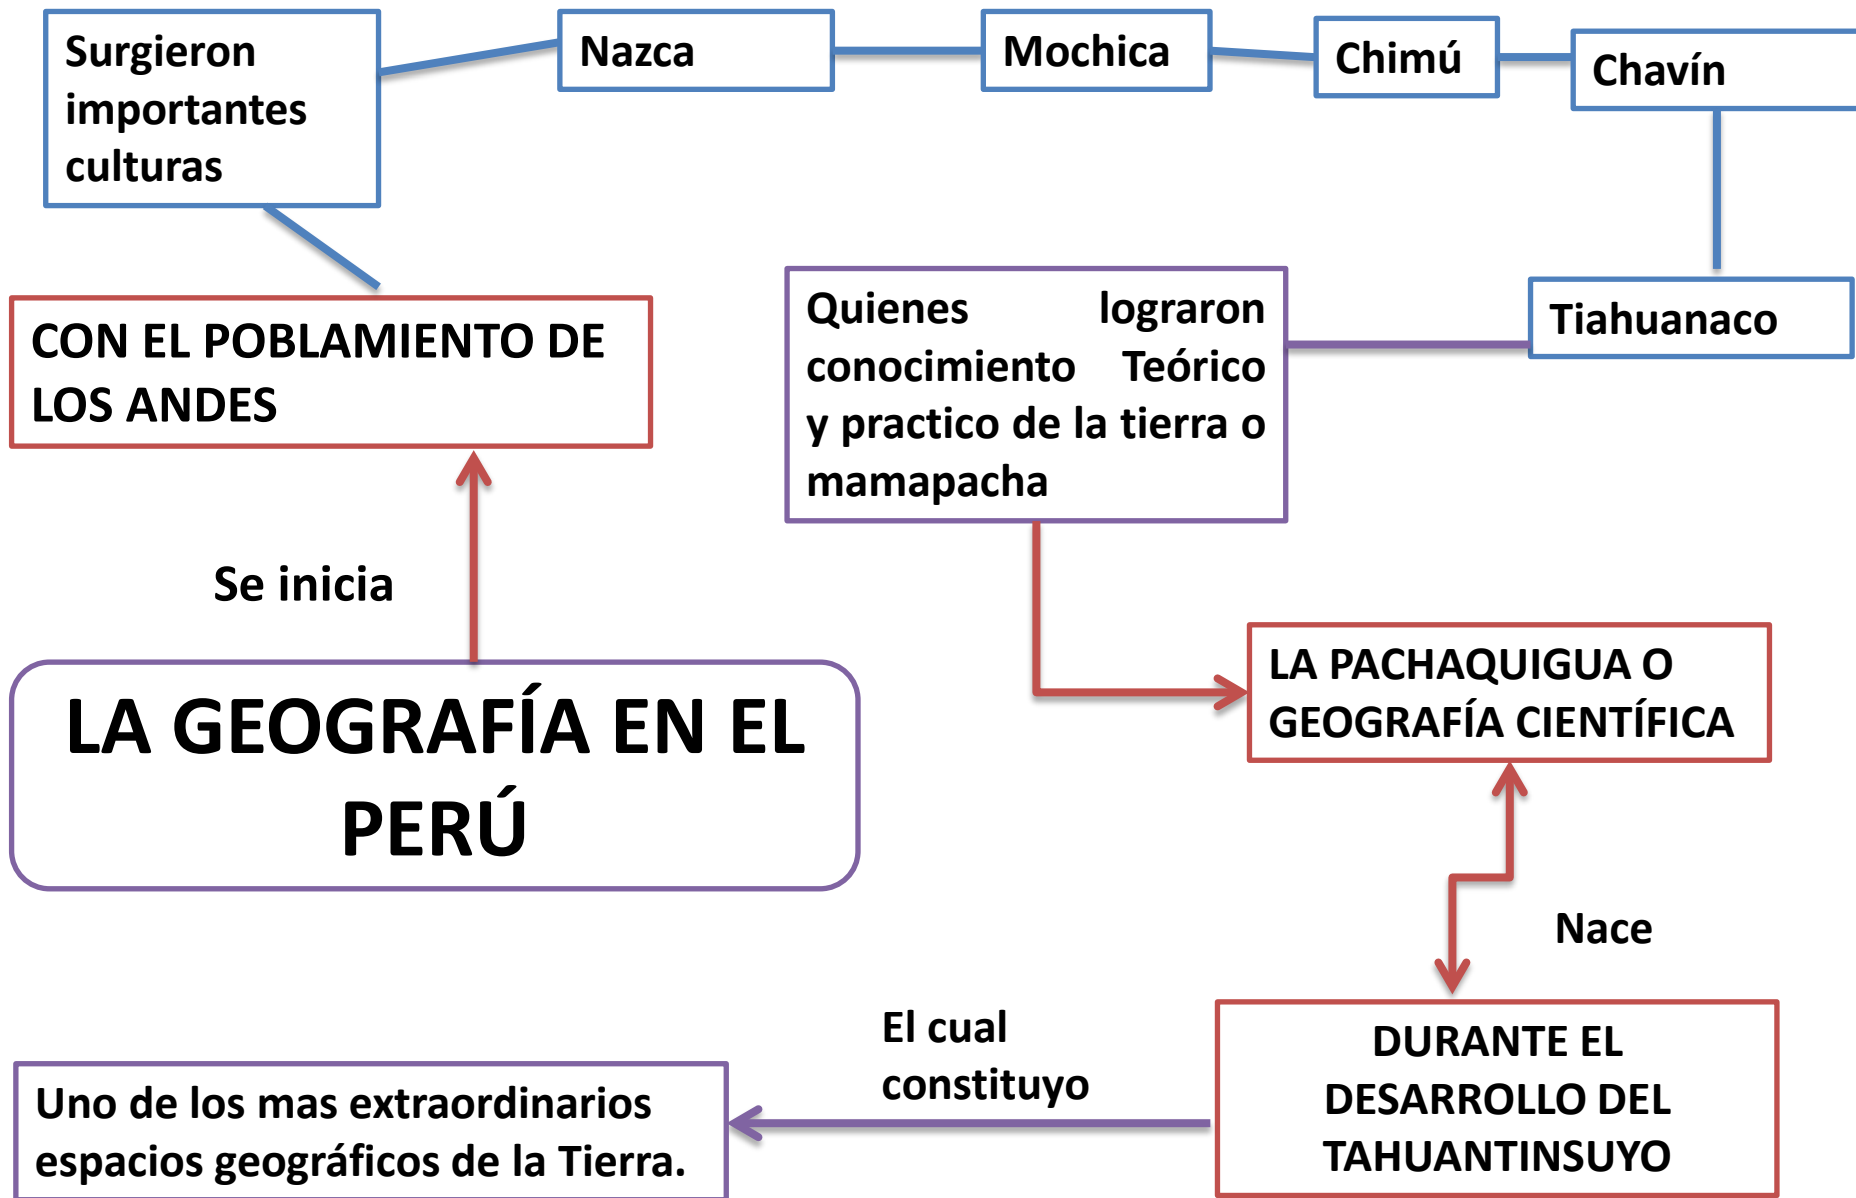 Surgieron
importantes
culturas
Nazca
Mochica
Chimú
Chavín
Tiahuanaco
Quienes lograron
conocimiento Teórico
y practico de la tierra o
mamapacha
CON EL POBLAMIENTO DE
LOS ANDES
Se inicia
LA GEOGRAFÍA EN EL
PERÚ
LA PACHAQUIGUA O
GEOGRAFÍA CIENTÍFICA
Nace
DURANTE EL
DESARROLLO DEL
TAHUANTINSUYO
El cual
constituyo
Uno de los mas extraordinarios
espacios geográficos de la Tierra.